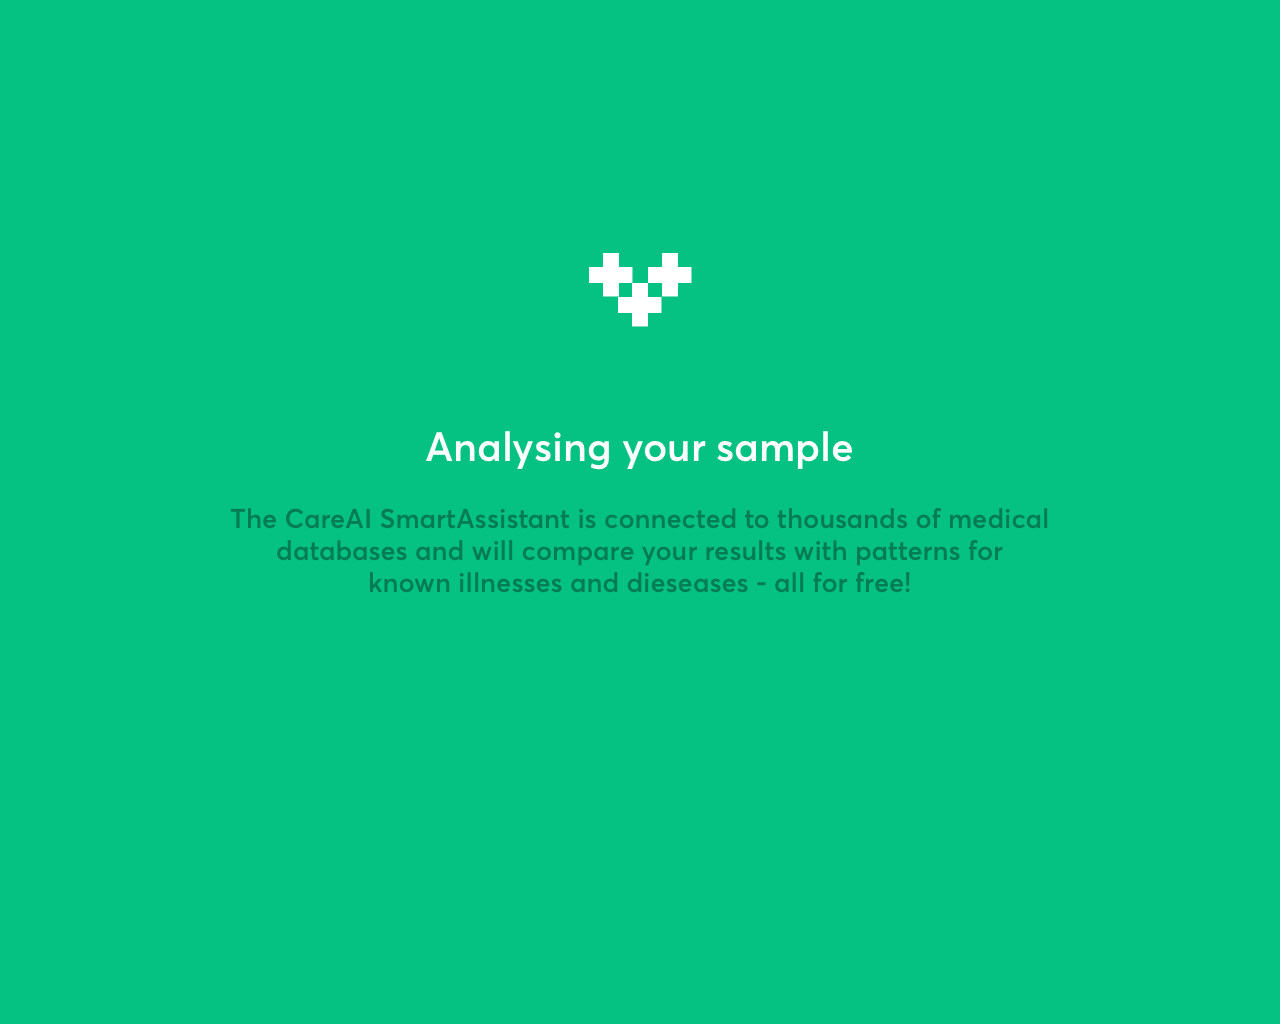 Analysing your sample
The CareAI SmartAssistant is connected to thousands of medical
databases and will compare your results with patterns for
known illnesses and dieseases - all for free!